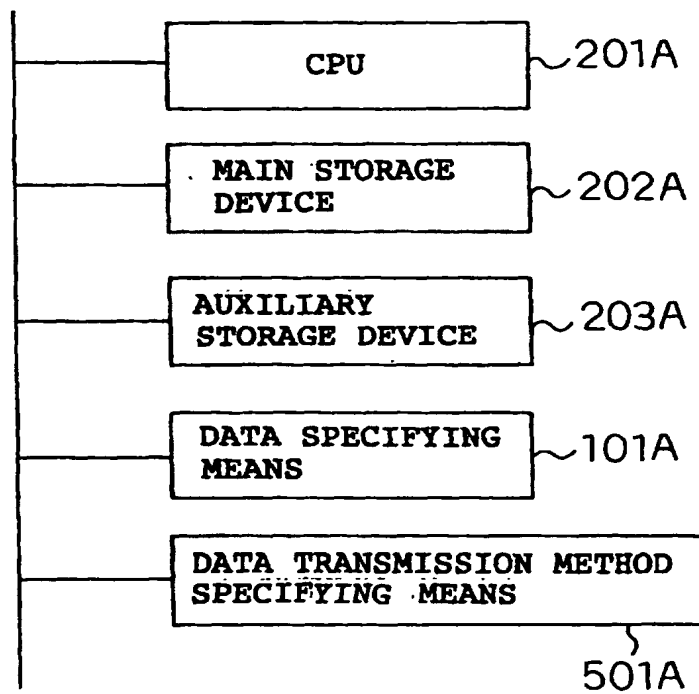 CPU
201A
MAIN STORAGE
DEVICE
202A
AUXILIARY
STORAGE DEVICE
203A
DATA SPECIFYING
MEANS
101A
DATA TRANSMISSION METHOD
SPECIFYING MEANS
501A